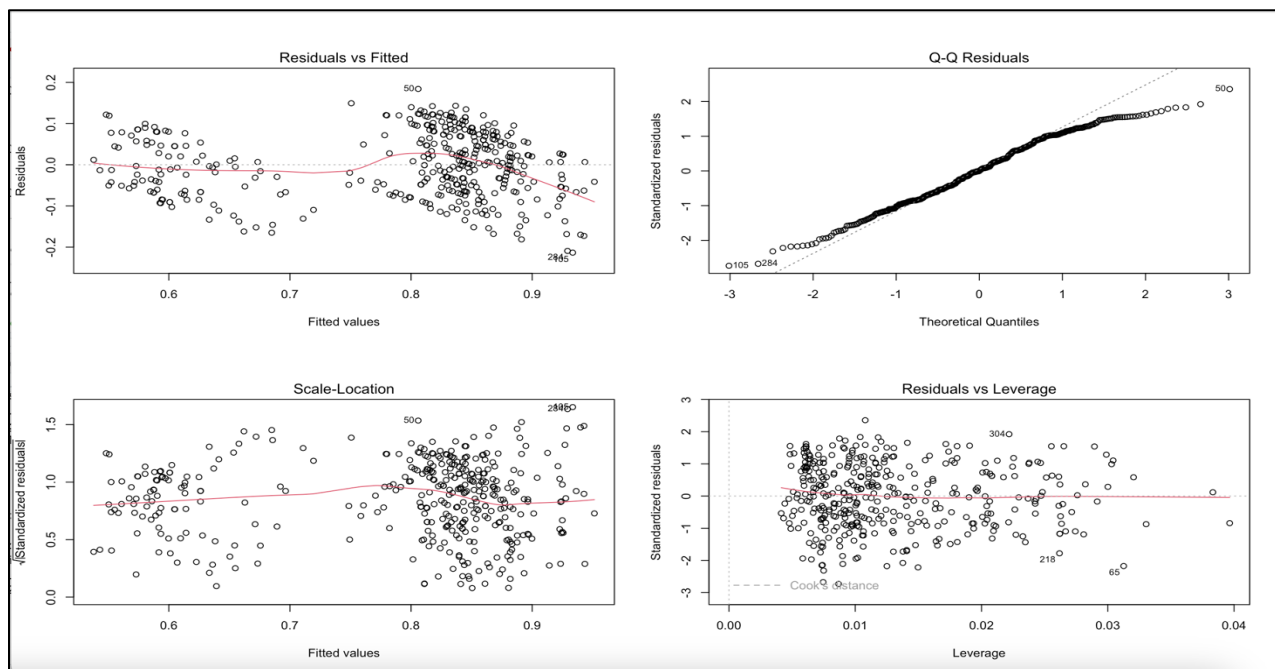 Residuals vs Fitted
Residuals
0.2
0.1
0.0
-0.1
-0.2
50
284
105
0.6 0.7 0.8 0.9
Fitted values
Q-Q Residuals
Standardized residuals
2
1
0
-1
-2
50
105 284
-3 -2 -1 0 1 2 3
Theoretical Quantiles
Scale-Location
√|Standardized residuals|
1.5
1.0
0.5
0.0
50
105
284
0.6 0.7 0.8 0.9
Fitted values
Residuals vs Leverage
Standardized residuals
3
2
1
0
-1
-2
-3
304
218
65
Cook's distance
0.00 0.01 0.02 0.03 0.04
Leverage